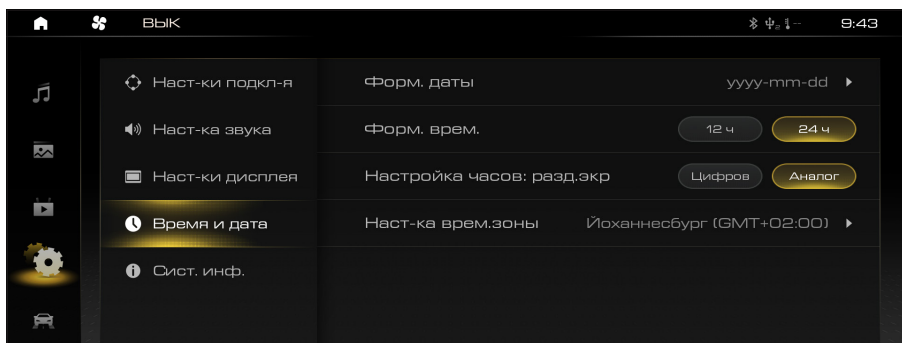 ВЫК 9:43
Наст-ки подкл-я
Форм. даты yyyy-mm-dd
Наст-ка звука
Форм. врем. 12 ч 24 ч
Наст-ки дисплея
Настройка часов: разд.экр Цифров Аналог
Время и дата
Наст-ка врем.зоны Йоханнесбург (GMT+02:00)
Сист. инф.